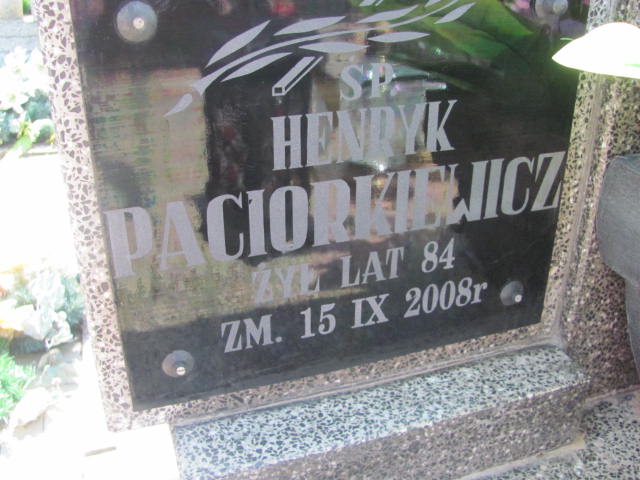 ŚP.
HENRYK
PACIORKIEWICZ
ŻYŁ LAT 84
ZM. 15 IX 2008r